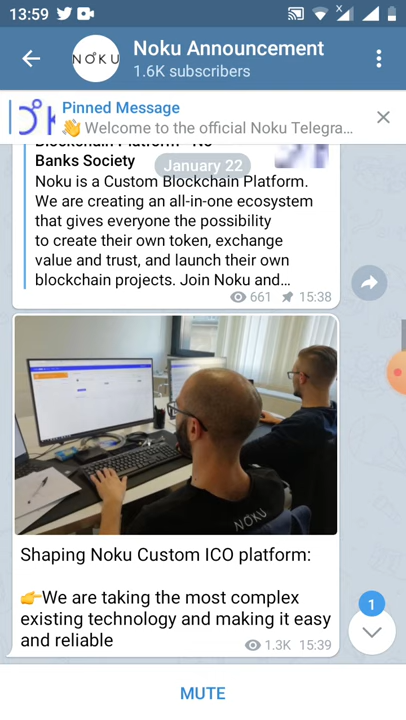 13:59
NOKU
Noku Announcement
1.6K subscribers
Pinned Message
👋 Welcome to the official Noku Telegra...
Banks Society
January 22
Noku is a Custom Blockchain Platform.
We are creating an all-in-one ecosystem
that gives everyone the possibility
to create their own token, exchange
value and trust, and launch their own
blockchain projects. Join Noku and...
661 15:38
NOKU
Shaping Noku Custom ICO platform:
👉We are taking the most complex
existing technology and making it easy
and reliable
1.3K 15:39
1
MUTE